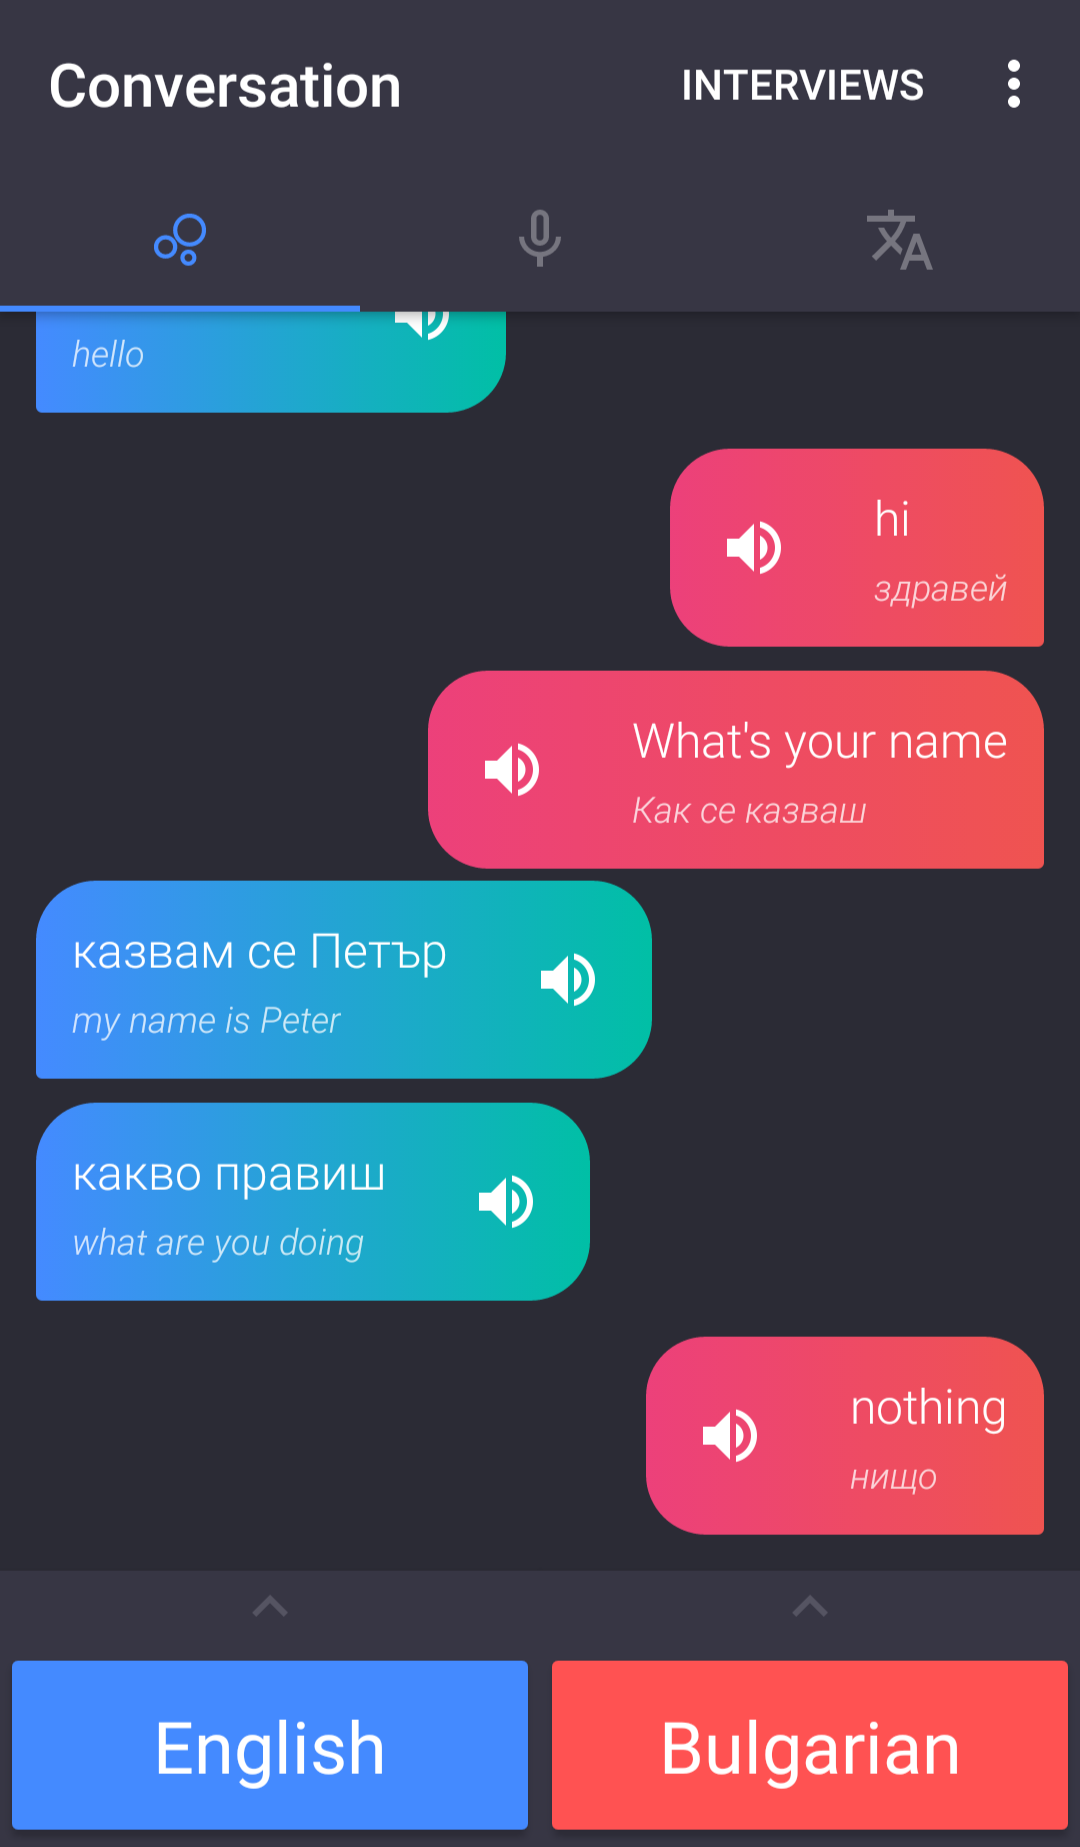 Conversation
INTERVIEWS
hello
hi
здравей
What's your name
Как се казваш
казвам се Петър
my name is Peter
какво правиш
what are you doing
nothing
нищо
English
Bulgarian